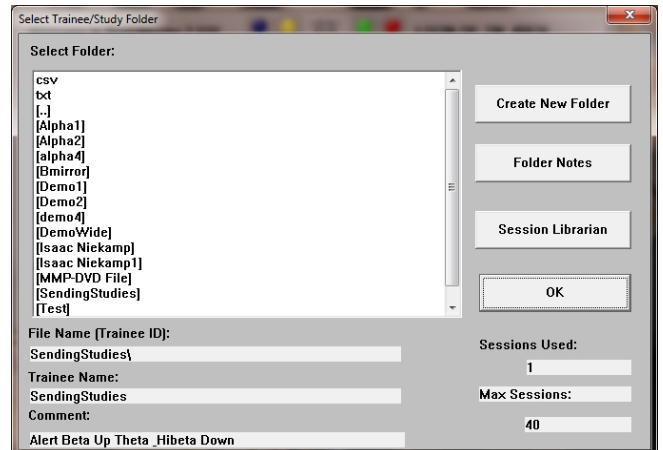 Select Trainee/Study Folder
Select Folder:
csv
txt
[..]
[Alpha1]
[Alpha2]
[alpha4]
[Bmirror]
[Demo1]
[Demo2]
[demo4]
[DemoWide]
[Isaac Niekamp]
[Isaac Niekamp1]
[MMP-DVD File]
[SendingStudies]
[Test]
Create New Folder
Folder Notes
Session Librarian
OK
File Name (Trainee ID):
SendingStudies\
Trainee Name:
SendingStudies
Comment:
Alert Beta Up Theta _Hibeta Down
Sessions Used:
1
Max Sessions:
40